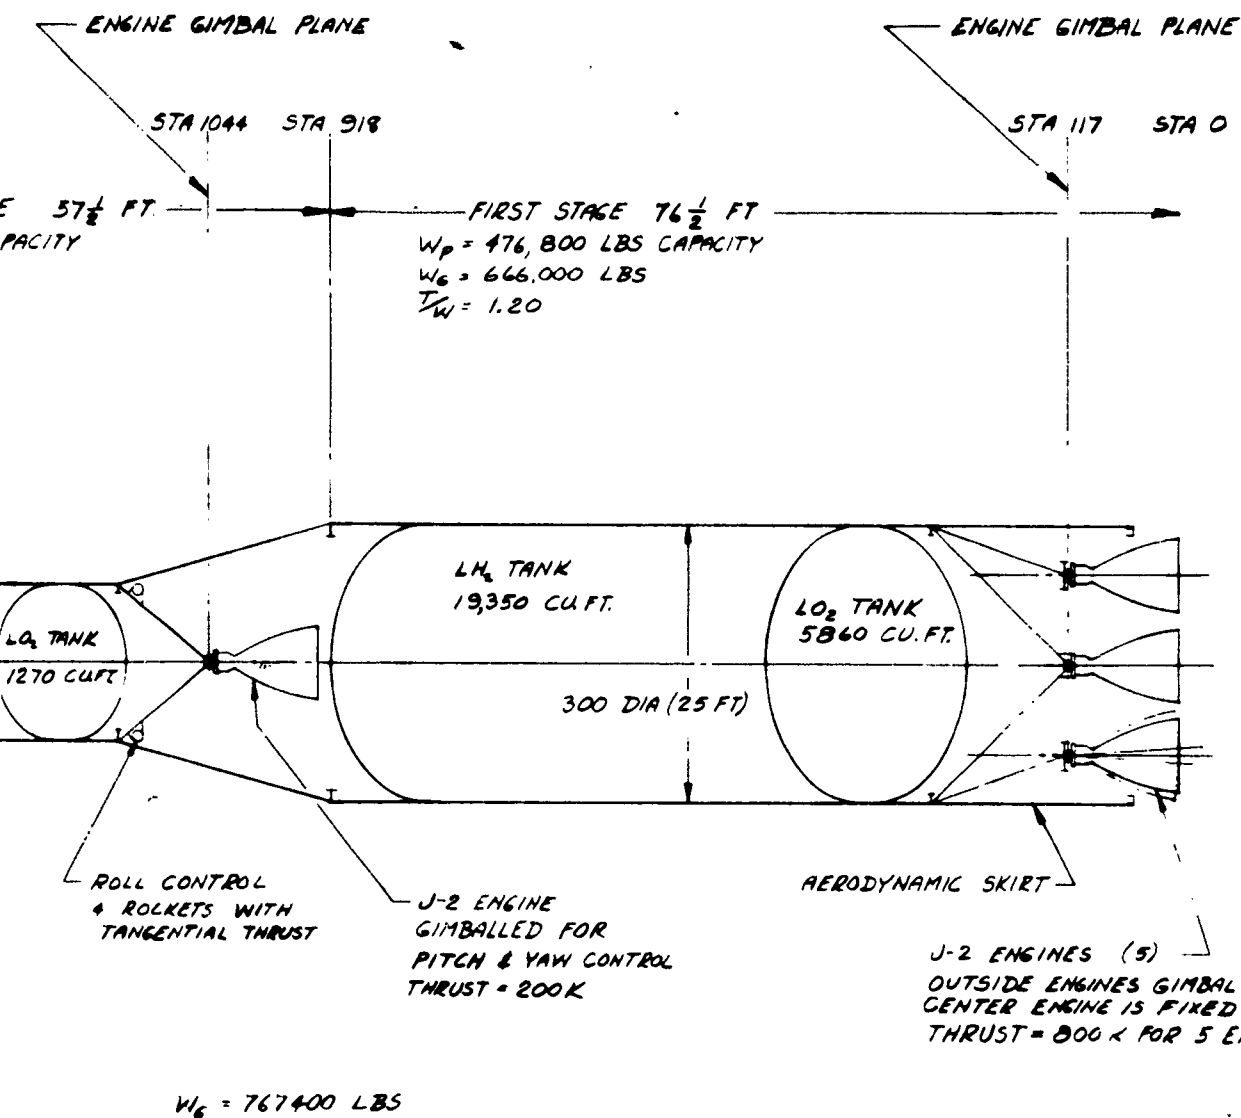 ENGINE GIMBAL PLANE
ENGINE GIMBAL PLANE
STA 1044 STA 918
STA 117 STA 0
E 57½ FT.
PACITY
FIRST STAGE 76½ FT
Wp = 476,800 LBS CAPACITY
WG = 666,000 LBS
T/W = 1.20
LH₂ TANK
19,350 CU.FT.
LO₂ TANK
5860 CU.FT.
LO₂ TANK
1270 CU.FT
300 DIA (25 FT)
ROLL CONTROL
4 ROCKETS WITH
TANGENTIAL THRUST
J-2 ENGINE
GIMBALLED FOR
PITCH & YAW CONTROL
THRUST = 200K
AERODYNAMIC SKIRT
J-2 ENGINES (5)
OUTSIDE ENGINES GIMBAL
CENTER ENGINE IS FIXED
THRUST = 800K FOR 5 E
WG = 767400 LBS